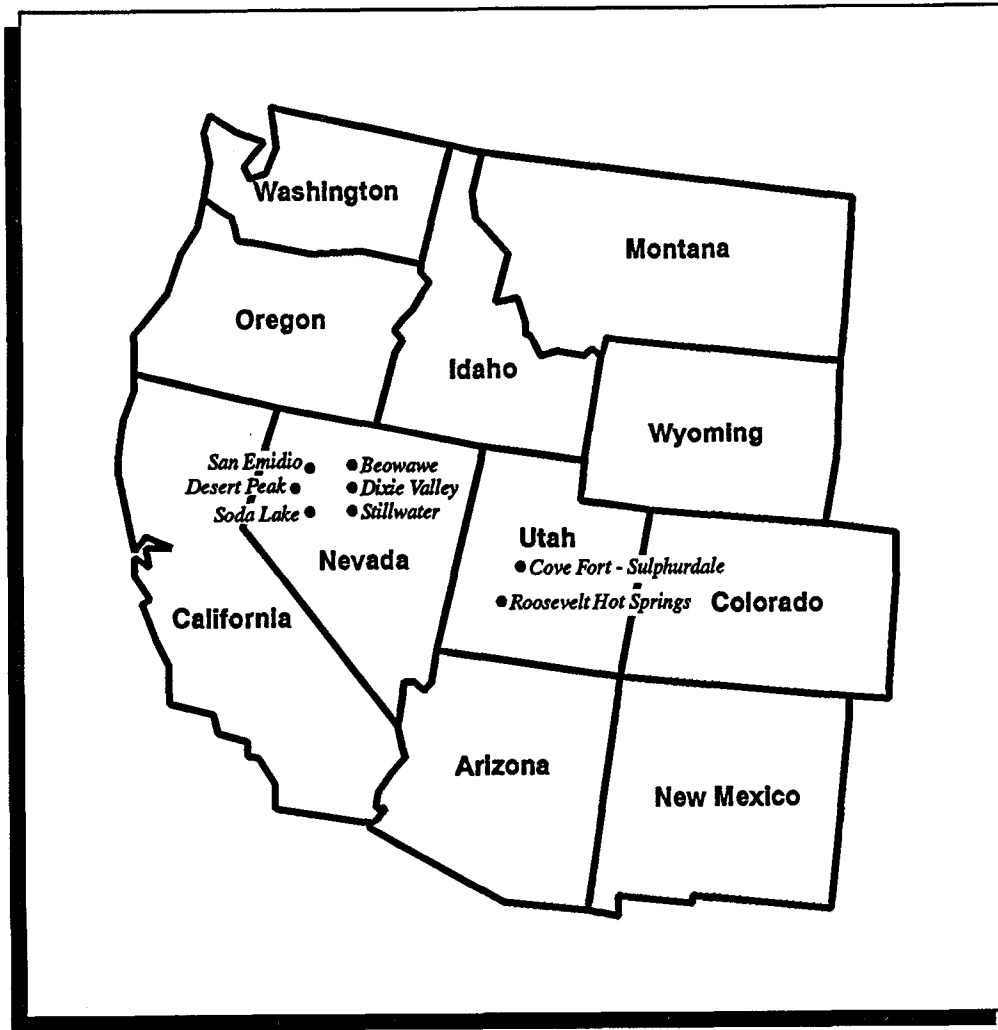 Washington
Montana
Oregon
Idaho
Wyoming
San Emidio
Beowawe
Desert Peak
Dixie Valley
Soda Lake
Stillwater
Nevada
Utah
Cove Fort - Sulphurdale
Roosevelt Hot Springs
Colorado
California
Arizona
New Mexico